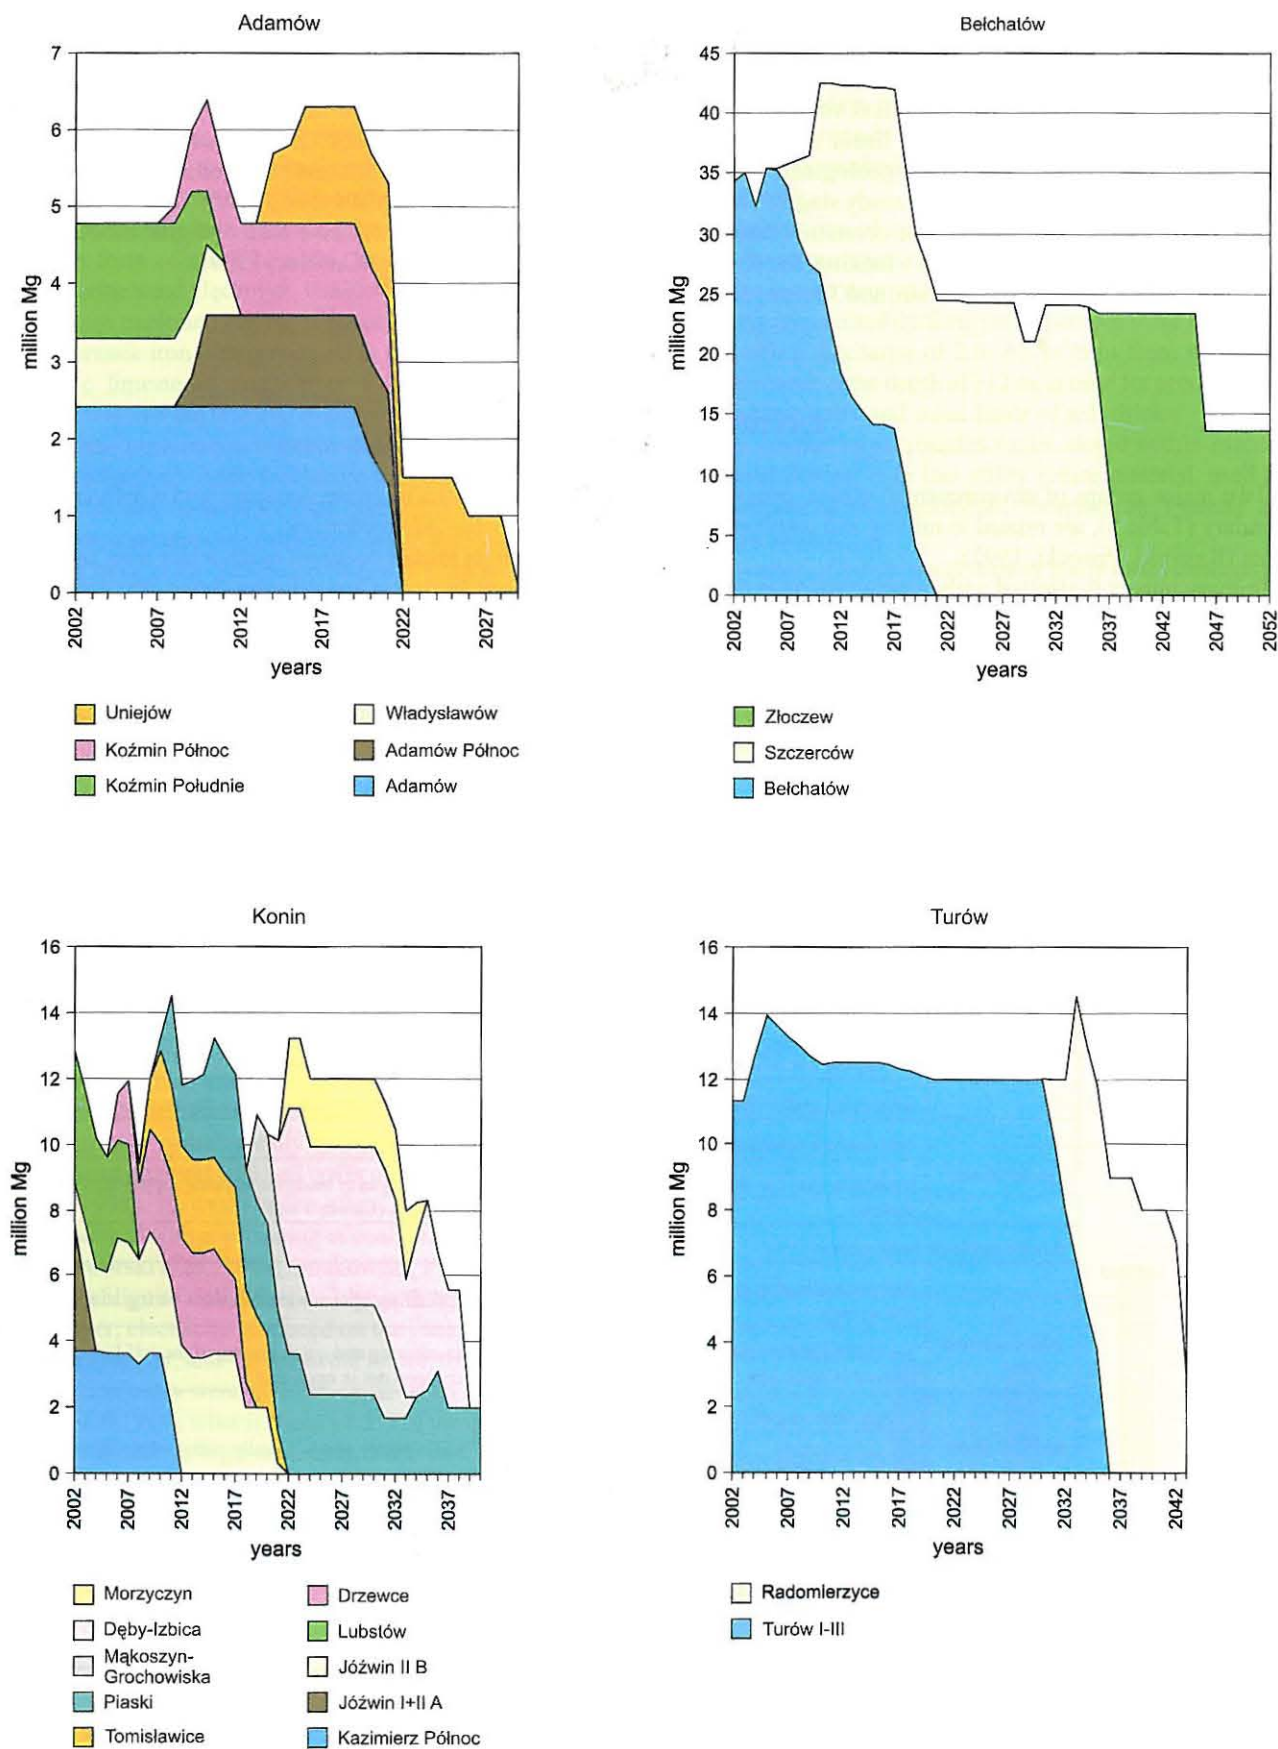 Adamów
7
6
5
4
3
2
1
0
million Mg
2002
2007
2012
2017
2022
2027
years
Uniejów
Koźmin Północ
Koźmin Południe
Władysławów
Adamów Północ
Adamów
Bełchatów
45
40
35
30
25
20
15
10
5
0
million Mg
2002
2007
2012
2017
2022
2027
2032
2037
2042
2047
2052
years
Złoczew
Szczerców
Bełchatów
Konin
16
14
12
10
8
6
4
2
0
million Mg
2002
2007
2012
2017
2022
2027
2032
2037
years
Morzyczyn
Dęby-Izbica
Mąkoszyn-
Grochowiska
Piaski
Tomisławice
Drzewce
Lubstów
Jóźwin II B
Jóźwin I+II A
Kazimierz Północ
Turów
16
14
12
10
8
6
4
2
0
million Mg
2002
2007
2012
2017
2022
2027
2032
2037
2042
years
Radomierzyce
Turów I-III